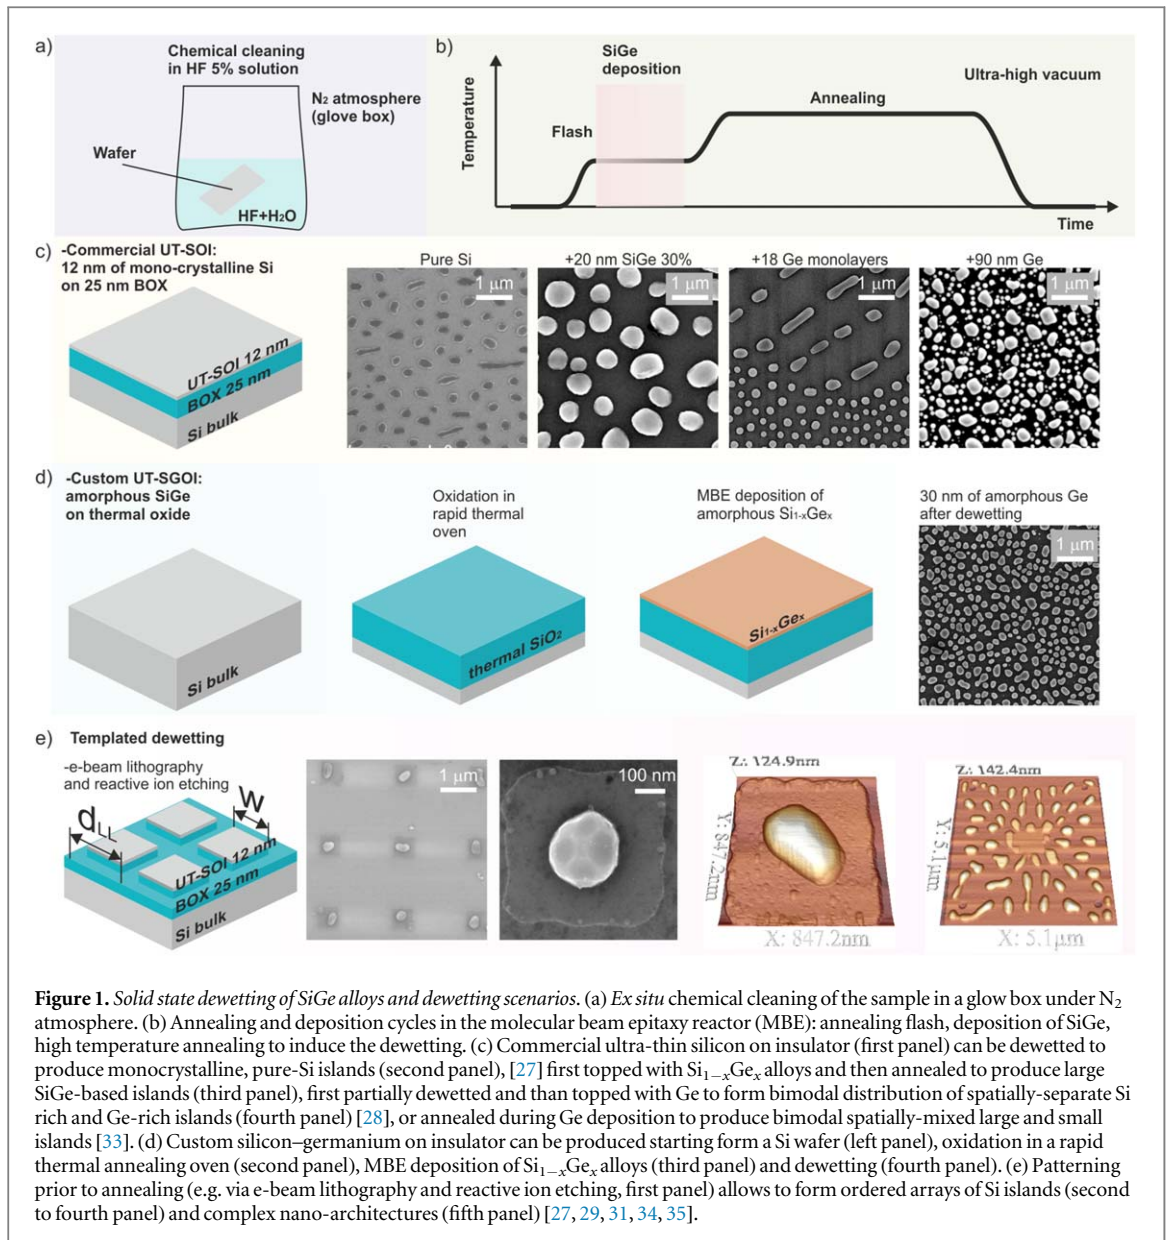 a)
Chemical cleaning
in HF 5% solution
N₂ atmosphere
(glove box)
Wafer
HF+H₂O
b)
SiGe
deposition
Ultra-high vacuum
Annealing
Flash
Temperature
Time
c)
-Commercial UT-SOI:
12 nm of mono-crystalline Si
on 25 nm BOX
UT-SOI 12 nm
BOX 25 nm
Si bulk
Pure Si
1 μm
+20 nm SiGe 30%
1 μm
+18 Ge monolayers
1 μm
+90 nm Ge
1 μm
d)
-Custom UT-SGOI:
amorphous SiGe
on thermal oxide
Si bulk
Oxidation in
rapid thermal
oven
thermal SiO₂
MBE deposition of
amorphous Si₁₋ₓGeₓ
Si₁₋ₓGeₓ
30 nm of amorphous Ge
after dewetting
1 μm
e)
Templated dewetting
-e-beam lithography
and reactive ion etching
d
W
UT-SOI 12 nm
BOX 25 nm
Si bulk
1 μm
100 nm
Z: 124.9nm
Y: 847.2nm
X: 847.2nm
Z: 142.4nm
Y: 5.1μm
X: 5.1μm
Figure 1. Solid state dewetting of SiGe alloys and dewetting scenarios. (a) Ex situ chemical cleaning of the sample in a glow box under N₂
atmosphere. (b) Annealing and deposition cycles in the molecular beam epitaxy reactor (MBE): annealing flash, deposition of SiGe,
high temperature annealing to induce the dewetting. (c) Commercial ultra-thin silicon on insulator (first panel) can be dewetted to
produce monocrystalline, pure-Si islands (second panel), [27] first topped with Si₁₋ₓGeₓ alloys and then annealed to produce large
SiGe-based islands (third panel), first partially dewetted and than topped with Ge to form bimodal distribution of spatially-separate Si
rich and Ge-rich islands (fourth panel) [28], or annealed during Ge deposition to produce bimodal spatially-mixed large and small
islands [33]. (d) Custom silicon–germanium on insulator can be produced starting form a Si wafer (left panel), oxidation in a rapid
thermal annealing oven (second panel), MBE deposition of Si₁₋ₓGeₓ alloys (third panel) and dewetting (fourth panel). (e) Patterning
prior to annealing (e.g. via e-beam lithography and reactive ion etching, first panel) allows to form ordered arrays of Si islands (second
to fourth panel) and complex nano-architectures (fifth panel) [27, 29, 31, 34, 35].